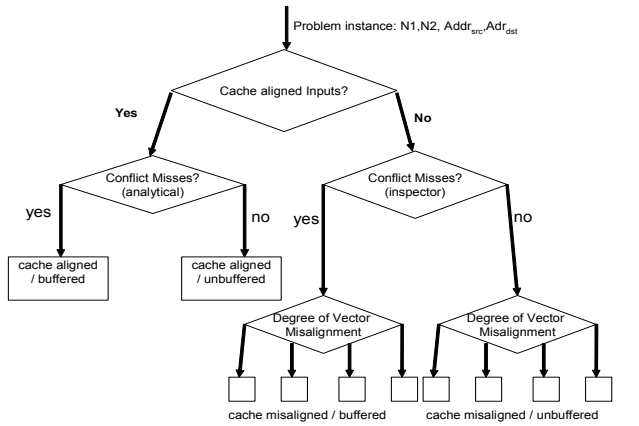 Problem instance: N1,N2, Addrsrc,Adrdst
Cache aligned Inputs?
Yes
No
Conflict Misses?
(analytical)
Conflict Misses?
(inspector)
yes
no
yes
no
cache aligned
/ buffered
cache aligned
/ unbuffered
Degree of Vector
Misalignment
Degree of Vector
Misalignment
cache misaligned / buffered
cache misaligned / unbuffered